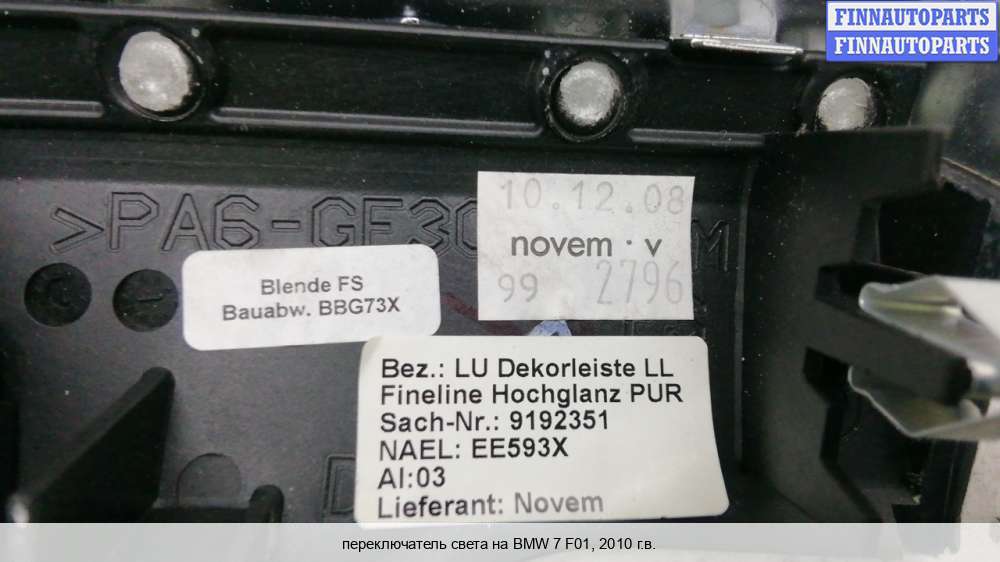 FINNAUTOPARTS
FINNAUTOPARTS
10.12.08
novem · v
99 2796
>PA6-GF30
M
Blende FS
Bauabw. BBG73X
Bez.: LU Dekorleiste LL
Fineline Hochglanz PUR
Sach-Nr.: 9192351
NAEL: EE593X
AI:03
Lieferant: Novem
переключатель света на BMW 7 F01, 2010 г.в.